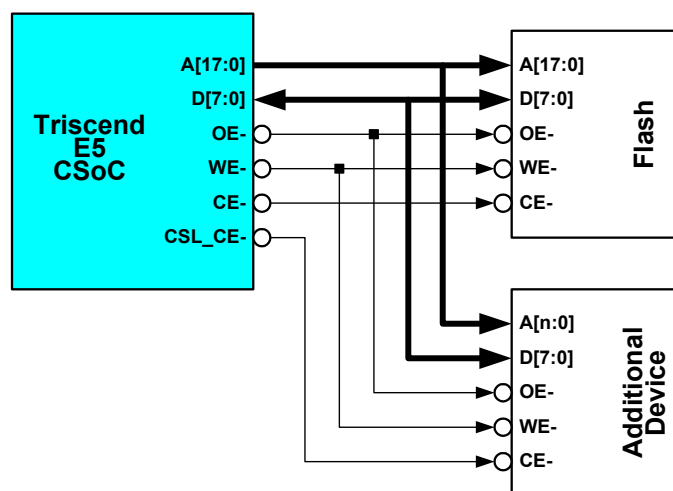 Triscend
E5
CSoC
A[17:0]
D[7:0]
OE-
WE-
CE-
CSL_CE-
A[17:0]
D[7:0]
OE-
WE-
CE-
Flash
A[n:0]
D[7:0]
OE-
WE-
CE-
Additional
Device